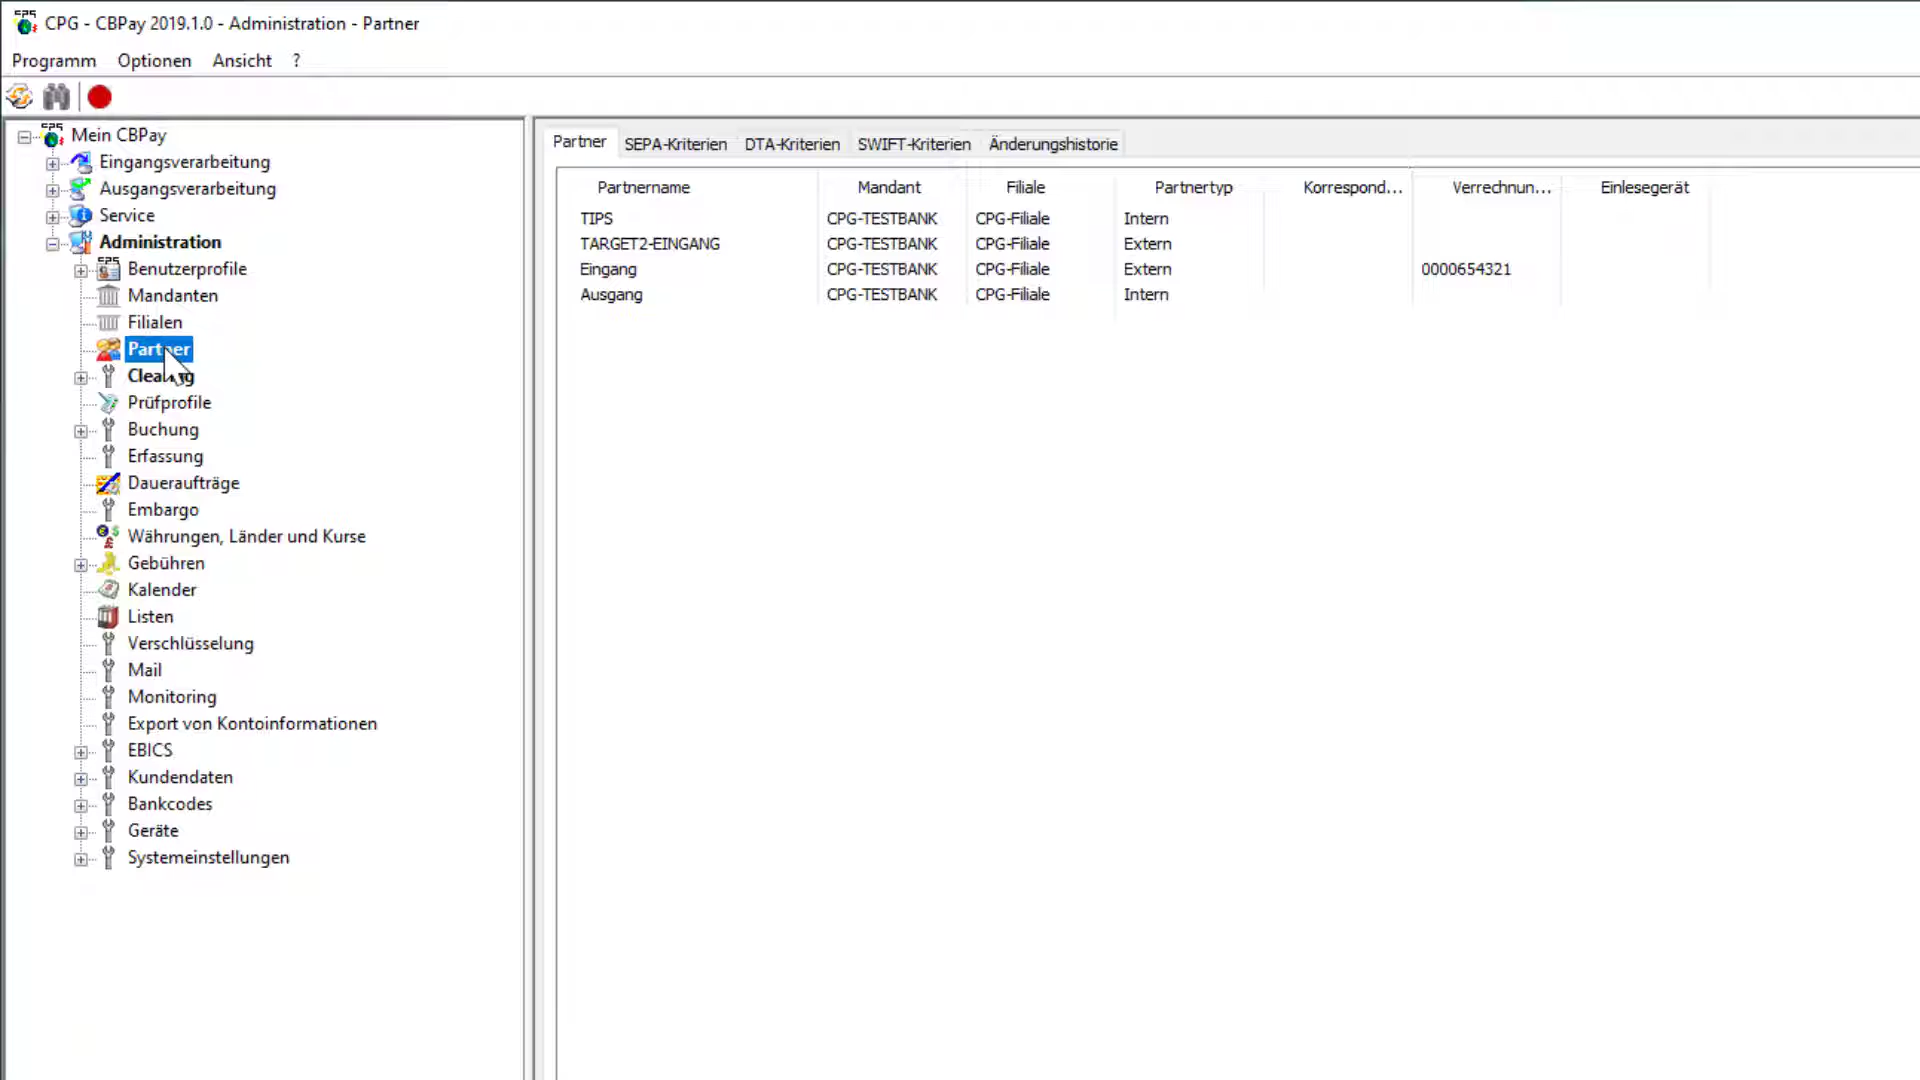 CPG - CBPay 2019.1.0 - Administration - Partner
Programm Optionen Ansicht ?
Mein CBPay
Eingangsverarbeitung
Ausgangsverarbeitung
Service
Administration
Benutzerprofile
Mandanten
Filialen
Partner
Clearing
Prüfprofile
Buchung
Erfassung
Daueraufträge
Embargo
Währungen, Länder und Kurse
Gebühren
Kalender
Listen
Verschlüsselung
Mail
Monitoring
Export von Kontoinformationen
EBICS
Kundendaten
Bankcodes
Geräte
Systemeinstellungen
Partner SEPA-Kriterien DTA-Kriterien SWIFT-Kriterien Änderungshistorie
Partnername Mandant Filiale Partnertyp Korrespond... Verrechnun... Einlesegerät
TIPS CPG-TESTBANK CPG-Filiale Intern
TARGET2-EINGANG CPG-TESTBANK CPG-Filiale Extern
Eingang CPG-TESTBANK CPG-Filiale Extern 0000654321
Ausgang CPG-TESTBANK CPG-Filiale Intern